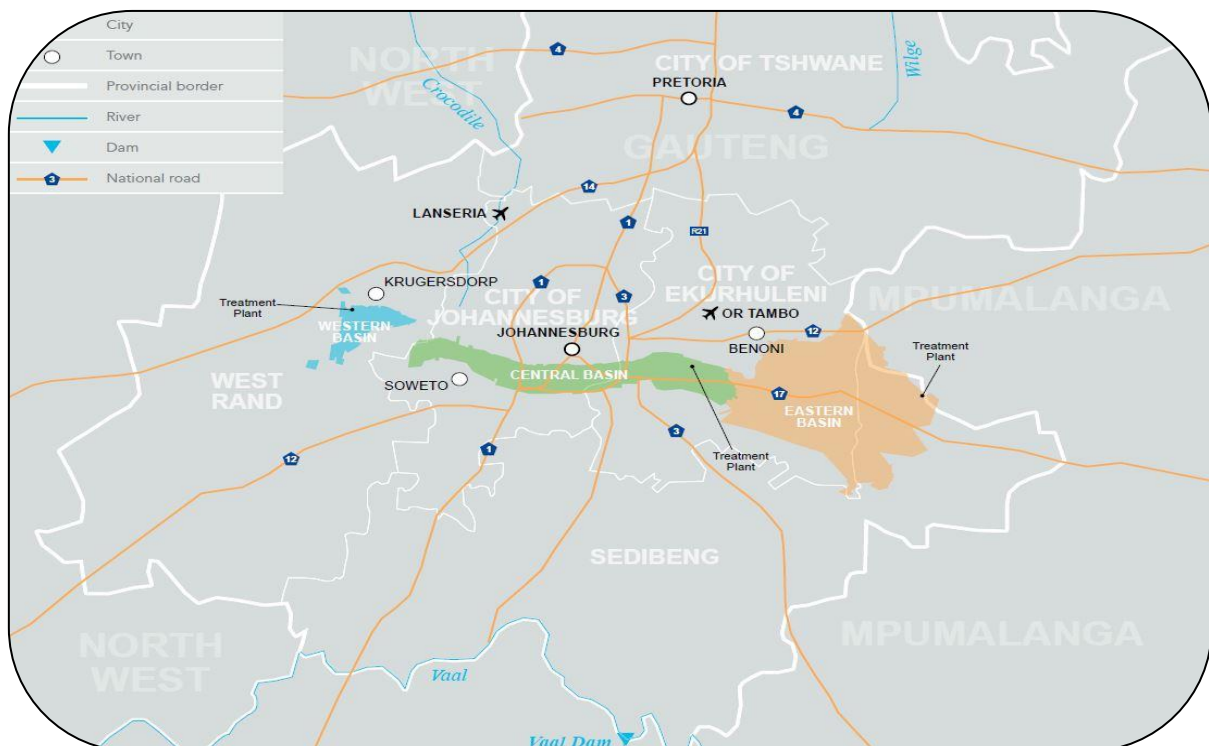 City
Town
Provincial border
River
Dam
3
National road
NORTH
WEST
4
CITY OF TSHWANE
PRETORIA
Wilge
Crocodile
4
GAUTENG
14
LANSERIA
1
R21
KRUGERSDORP
1
3
CITY OF
JOHANNESBURG
CITY OF
EKURHULENI
MPUMALANGA
Treatment
Plant
WESTERN
BASIN
OR TAMBO
JOHANNESBURG
12
BENONI
Treatment
Plant
WEST
RAND
SOWETO
CENTRAL BASIN
17
EASTERN
BASIN
3
1
12
Treatment
Plant
SEDIBENG
NORTH
WEST
MPUMALANGA
Vaal
Vaal Dam